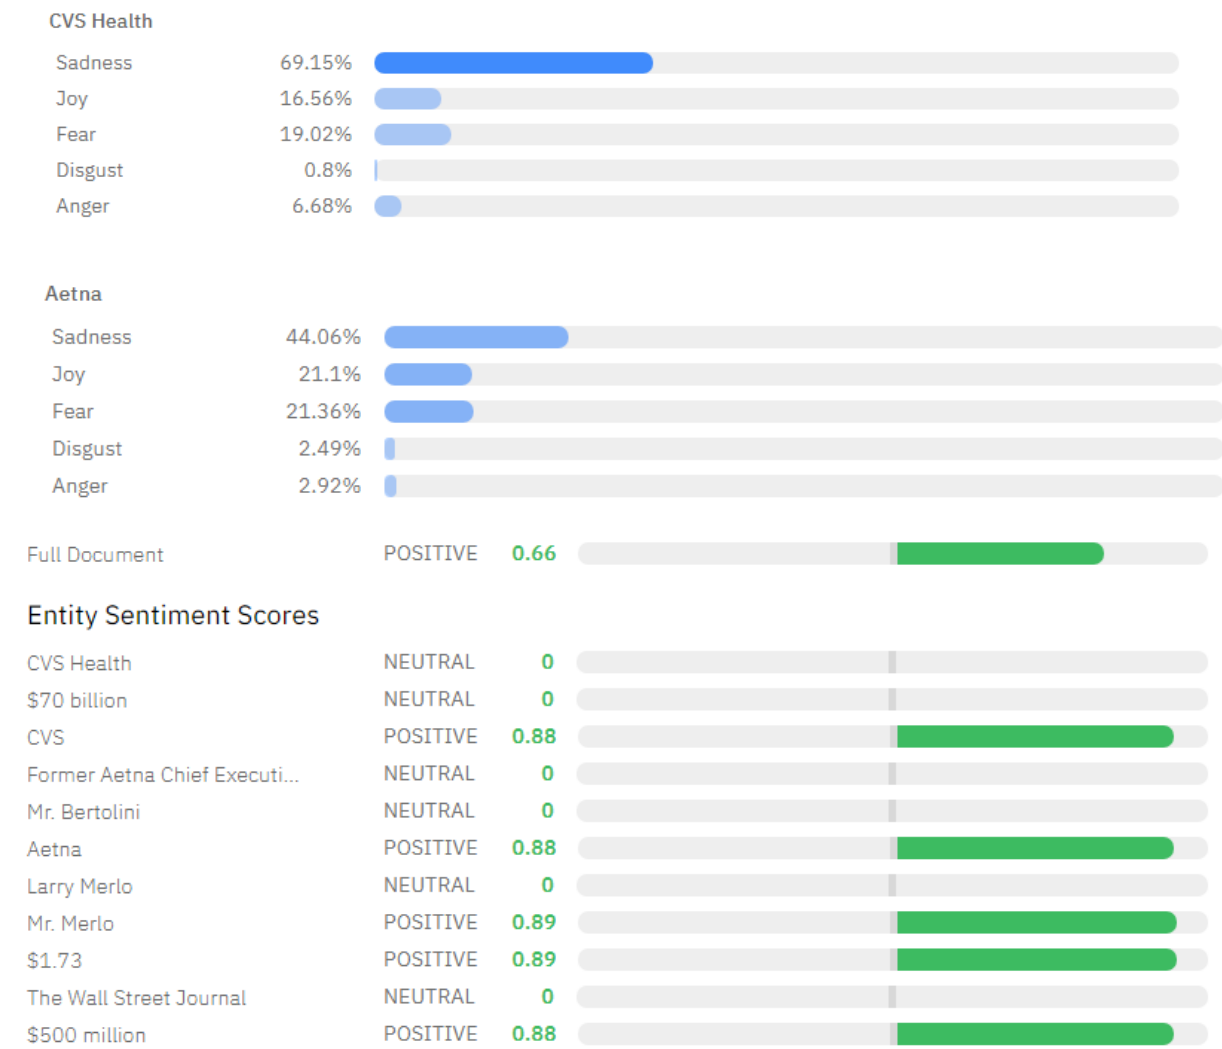 CVS Health
Sadness 69.15%
Joy 16.56%
Fear 19.02%
Disgust 0.8%
Anger 6.68%
Aetna
Sadness 44.06%
Joy 21.1%
Fear 21.36%
Disgust 2.49%
Anger 2.92%
Full Document POSITIVE 0.66
Entity Sentiment Scores
CVS Health NEUTRAL 0
$70 billion NEUTRAL 0
CVS POSITIVE 0.88
Former Aetna Chief Executi... NEUTRAL 0
Mr. Bertolini NEUTRAL 0
Aetna POSITIVE 0.88
Larry Merlo NEUTRAL 0
Mr. Merlo POSITIVE 0.89
$1.73 POSITIVE 0.89
The Wall Street Journal NEUTRAL 0
$500 million POSITIVE 0.88